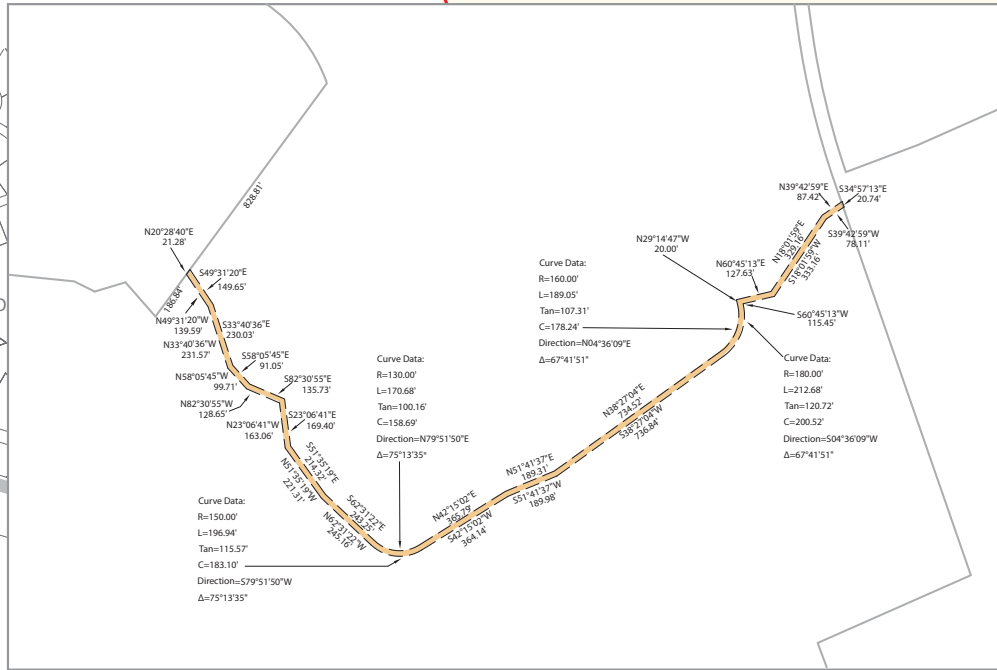 828.81'
N20°28'40"E
21.28'
186.84'
S49°31'20"E
149.65'
N49°31'20"W
139.59'
S33°40'36"E
230.03'
N33°40'36"W
231.57'
S58°05'45"E
91.05'
N58°05'45"W
99.71'
S82°30'55"E
135.73'
N82°30'55"W
128.65'
N23°06'41"W
163.06'
S23°06'41"E
169.40'
S51°35'19"E
214.32'
N51°35'19"W
221.31'
S62°31'22"E
243.25'
N62°31'22"W
245.16'
Curve Data:
R=150.00'
L=196.94'
Tan=115.57'
C=183.10'
Direction=S79°51'50"W
Δ=75°13'35"
Curve Data:
R=130.00'
L=170.68'
Tan=100.16'
C=158.69'
Direction=N79°51'50"E
Δ=75°13'35"
N42°15'02"E
365.79'
S42°15'02"W
364.14'
N51°41'37"E
189.31'
S51°41'37"W
189.98'
N38°27'04"E
734.52'
S38°27'04"W
736.84'
Curve Data:
R=160.00'
L=189.05'
Tan=107.31'
C=178.24'
Direction=N04°36'09"E
Δ=67°41'51"
N29°14'47"W
20.00'
N60°45'13"E
127.63'
S60°45'13"W
115.45'
Curve Data:
R=180.00'
L=212.68'
Tan=120.72'
C=200.52'
Direction=S04°36'09"W
Δ=67°41'51"
N18°01'59"E
329.16'
S18°01'59"W
333.16'
N39°42'59"E
87.42'
S34°57'13"E
20.74'
S39°42'59"W
78.11'